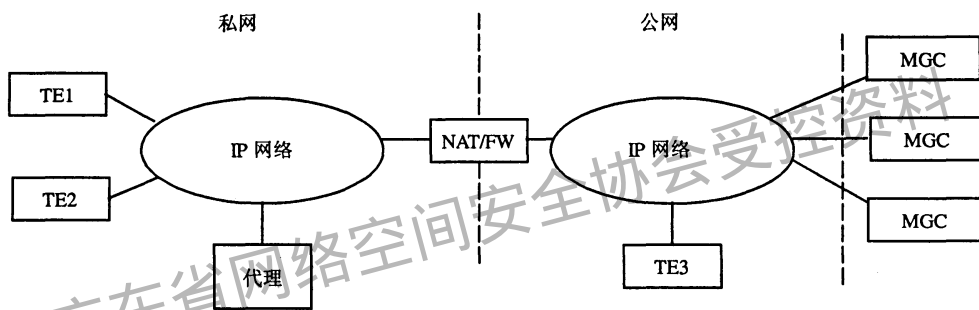 私网
公网
TE1
TE2
IP 网络
代理
NAT/FW
IP 网络
TE3
MGC
MGC
MGC
广东省网络空间安全协会受控资料